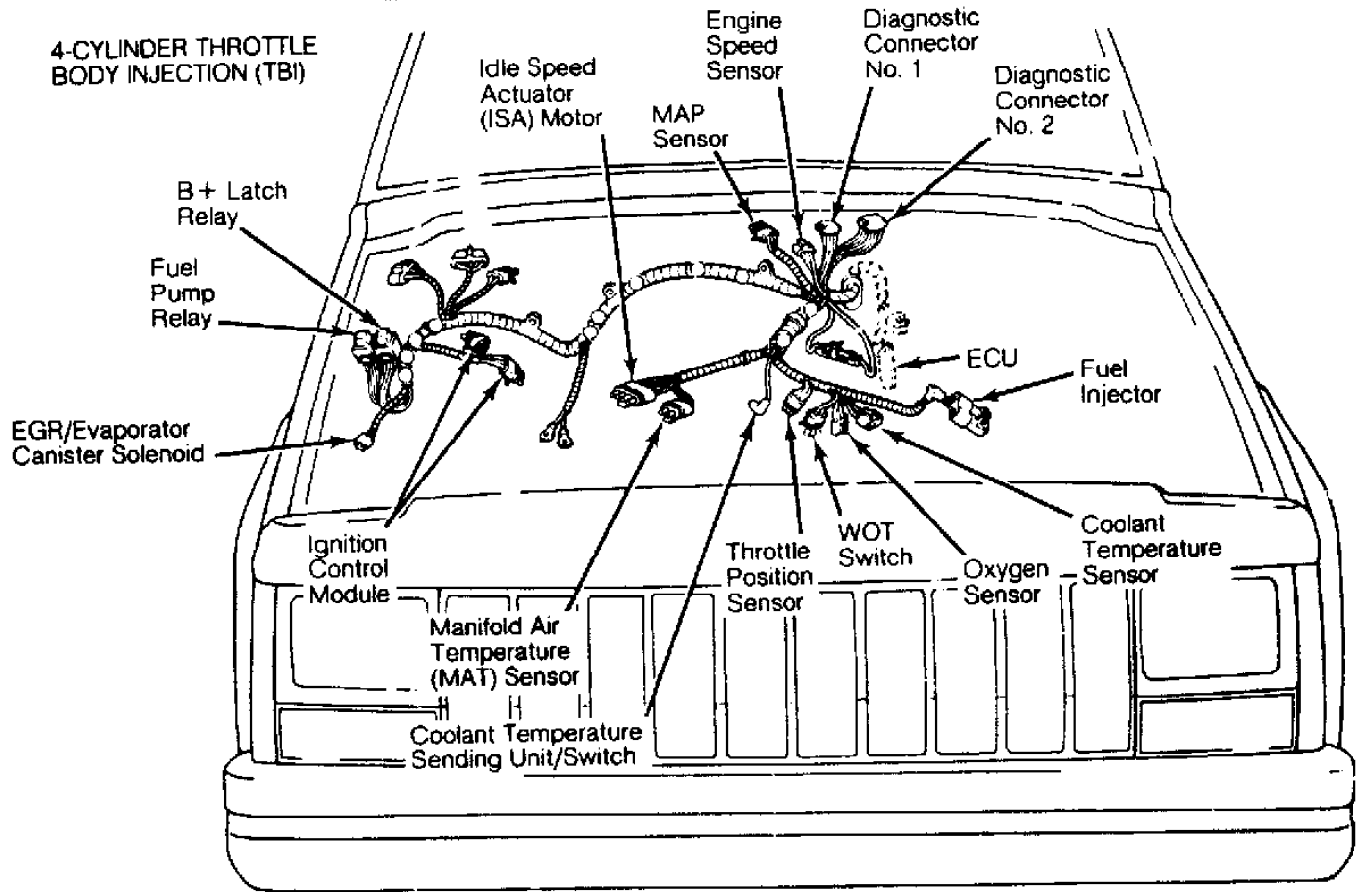 4-CYLINDER THROTTLE
BODY INJECTION (TBI)
Idle Speed
Actuator
(ISA) Motor
MAP
Sensor
Engine
Speed
Sensor
Diagnostic
Connector
No. 1
Diagnostic
Connector
No. 2
B+ Latch
Relay
Fuel
Pump
Relay
EGR/Evaporator
Canister Solenoid
ECU
Fuel
Injector
Ignition
Control
Module
Manifold Air
Temperature
(MAT) Sensor
Coolant Temperature
Sending Unit/Switch
Throttle
Position
Sensor
WOT
Switch
Oxygen
Sensor
Coolant
Temperature
Sensor